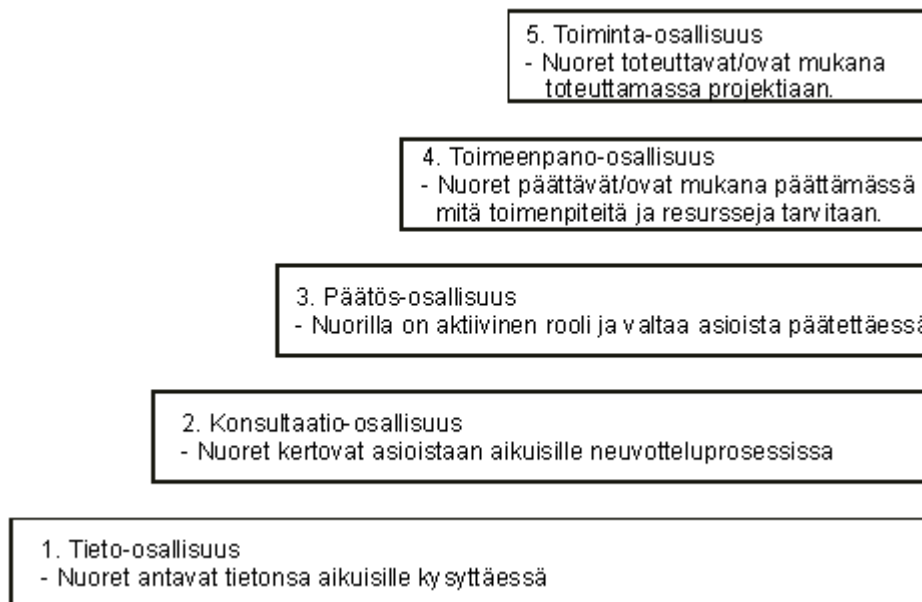 5. Toiminta-osallisuus
- Nuoret toteuttavat/ovat mukana
toteuttamassa projektiaan.
4. Toimeenpano-osallisuus
- Nuoret päättävät/ovat mukana päättämässä
mitä toimenpiteitä ja resursseja tarvitaan.
3. Päätös-osallisuus
- Nuorilla on aktiivinen rooli ja valtaa asioista päätettäessä
2. Konsultaatio-osallisuus
- Nuoret kertovat asioistaan aikuisille neuvotteluprosessissa
1. Tieto-osallisuus
- Nuoret antavat tietonsa aikuisille kysyttäessä